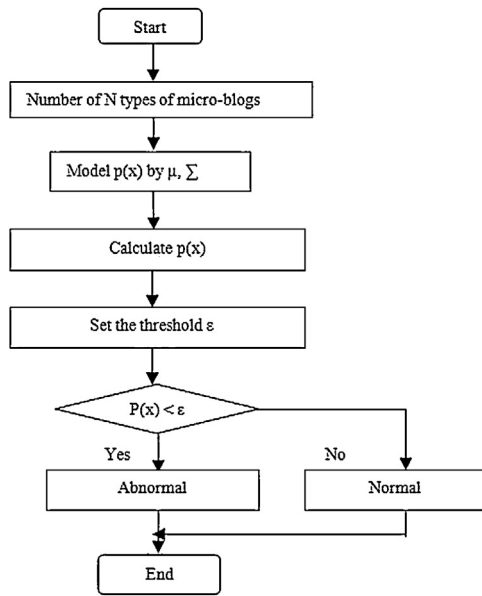 Start
Number of N types of micro-blogs
Model p(x) by μ, ∑
Calculate p(x)
Set the threshold ε
P(x) < ε
Yes
No
Abnormal
Normal
End